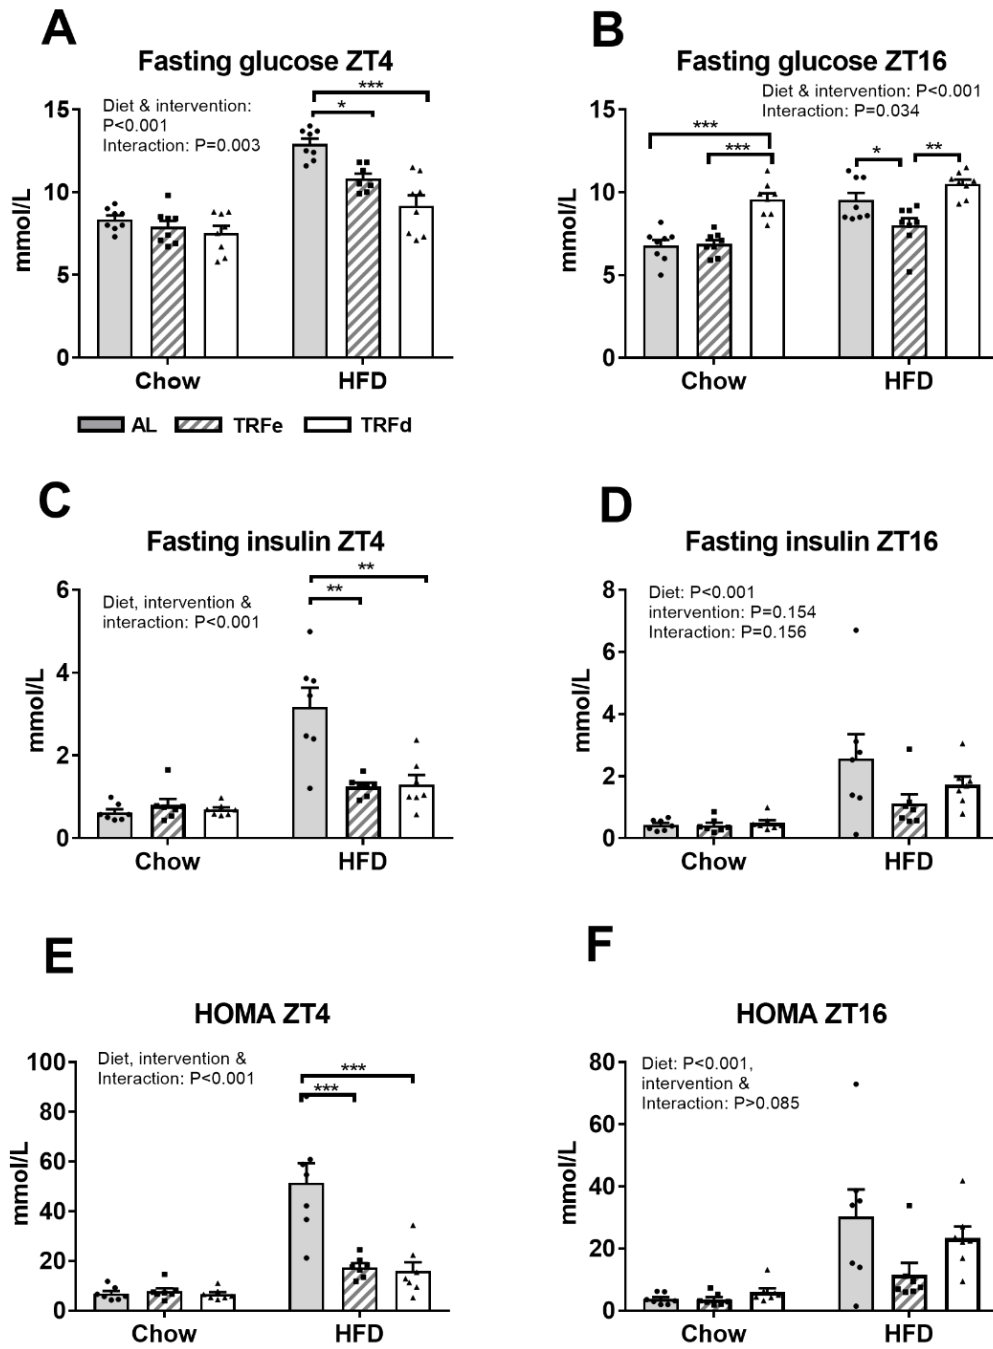 A
Fasting glucose ZT4
Diet & intervention:
P<0.001
Interaction: P=0.003
***
*
mmol/L
15
10
5
0
Chow
HFD
AL
TRFe
TRFd
B
Fasting glucose ZT16
Diet & intervention: P<0.001
Interaction: P=0.034
***
***
*
**
mmol/L
15
10
5
0
Chow
HFD
C
Fasting insulin ZT4
Diet, intervention &
interaction: P<0.001
**
**
mmol/L
6
4
2
0
Chow
HFD
D
Fasting insulin ZT16
Diet: P<0.001
intervention: P=0.154
Interaction: P=0.156
mmol/L
8
6
4
2
0
Chow
HFD
E
HOMA ZT4
Diet, intervention &
Interaction: P<0.001
***
***
mmol/L
100
80
60
40
20
0
Chow
HFD
F
HOMA ZT16
Diet: P<0.001,
intervention &
Interaction: P>0.085
mmol/L
80
60
40
20
0
Chow
HFD